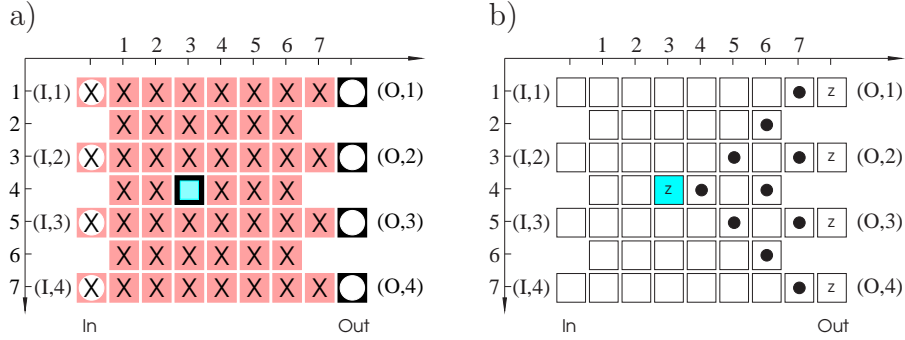 a)
1 2 3 4 5 6 7
1 (I,1) X X X X X X X X (O,1)
2 X X X X X X
3 (I,2) X X X X X X X X (O,2)
4 X X X X X
5 (I,3) X X X X X X X X (O,3)
6 X X X X X X
7 (I,4) X X X X X X X X (O,4)
In Out
b)
1 2 3 4 5 6 7
1 (I,1) z (O,1)
2
3 (I,2) z (O,2)
4 z
5 (I,3) z (O,3)
6
7 (I,4) z (O,4)
In Out